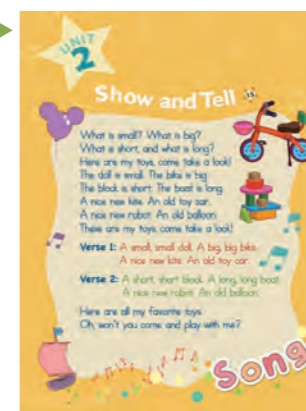 UNIT
2
Show and Tell
What is small? What is big?
What is short, and what is long?
Here are my toys, come take a look!
The doll is small. The bike is big.
The block is short. The boat is long.
A nice new kite. An old toy car.
A nice new robot. An old balloon.
These are my toys, come take a look!
Verse 1: A small, small doll. A big, big bike.
A nice new kite. An old toy car.
Verse 2: A short, short block. A long, long boat.
A nice new robot. An old balloon.
Here are all my favorite toys.
Oh, won't you come and play with me?
Song